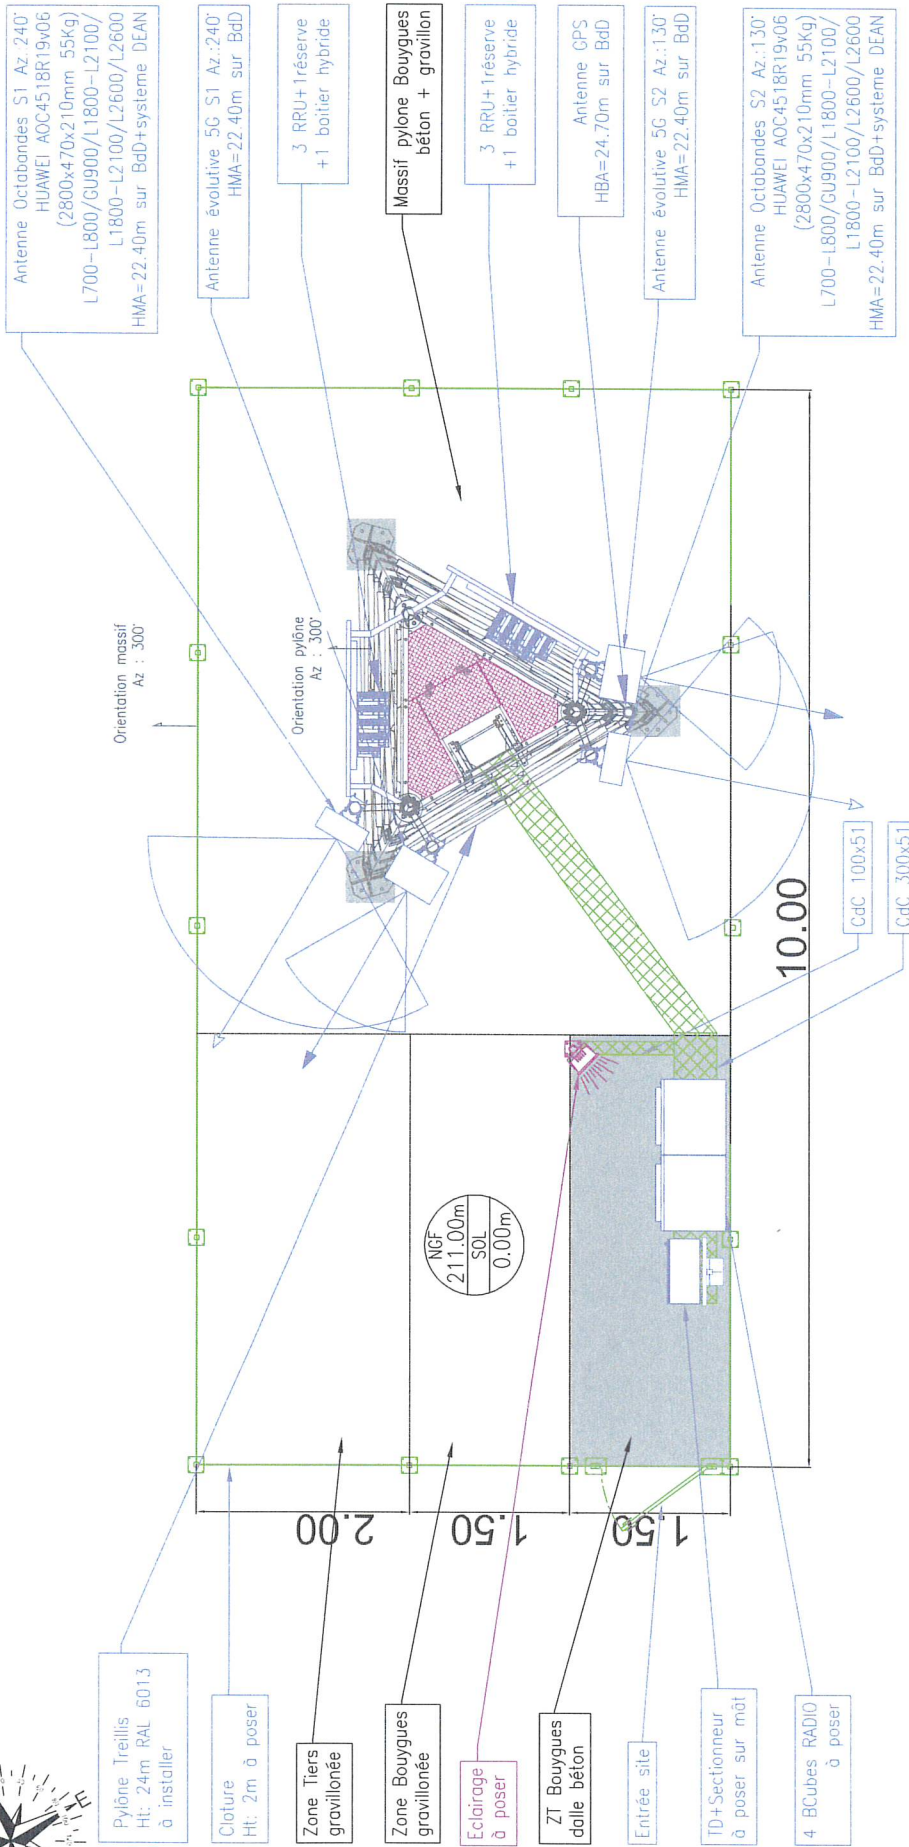 Antenne Octabandes S1 Az.:240°
HUAWEI AOC4518R19v06
(2800x470x210mm 55Kg)
L700-L800/GU900/L1800-L2100/
L1800-L2100/L2600/L2600
HMA=22.40m sur BdD+systeme DEAN
Antenne évolutive 5G S1 Az.:240°
HMA=22.40m sur BdD
3 RRU+1réserve
+1 boitier hybride
Massif pylone Bouygues
béton + gravillon
3 RRU+1réserve
+1 boitier hybride
Antenne GPS
HBA=24.70m sur BdD
Antenne évolutive 5G S2 Az.:130°
HMA=22.40m sur BdD
Antenne Octabandes S2 Az.:130°
HUAWEI AOC4518R19v06
(2800x470x210mm 55Kg)
L700-L800/GU900/L1800-L2100/
L1800-L2100/L2600/L2600
HMA=22.40m sur BdD+systeme DEAN
Orientation massif
Az : 300°
Orientation pylône
Az : 300°
NGF
211.00m
SOL
0.00m
10.00
CdC 100x51
CdC 300x51
2.00
1.50
1.50
E
Pylône Treillis
Ht: 24m RAL 6013
à installer
Cloture
Ht: 2m à poser
Zone Tiers
gravillonée
Zone Bouygues
gravillonée
Eclairage
à poser
ZT Bouygues
dalle béton
Entrée site
TD+Sectionneur
à poser sur mât
4 BCubes RADIO
à poser